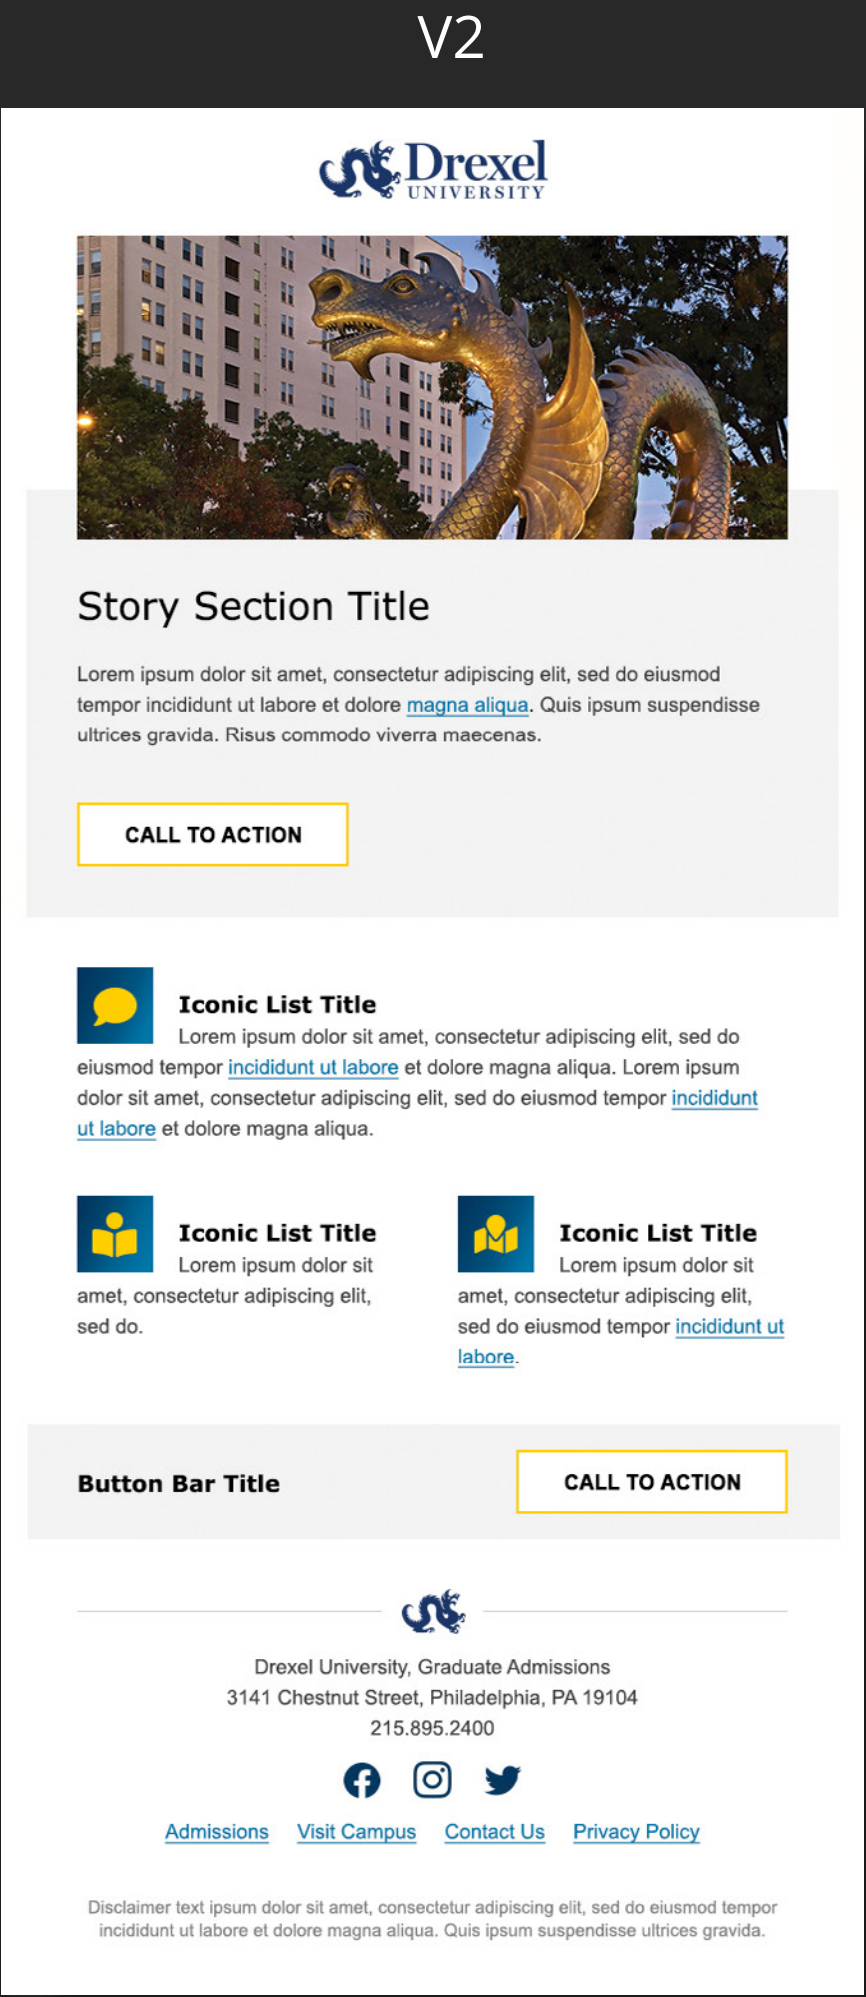 V2
Drexel
UNIVERSITY
Story Section Title
Lorem ipsum dolor sit amet, consectetur adipiscing elit, sed do eiusmod
tempor incididunt ut labore et dolore magna aliqua. Quis ipsum suspendisse
ultrices gravida. Risus commodo viverra maecenas.
CALL TO ACTION
Iconic List Title
Lorem ipsum dolor sit amet, consectetur adipiscing elit, sed do
eiusmod tempor incididunt ut labore et dolore magna aliqua. Lorem ipsum
dolor sit amet, consectetur adipiscing elit, sed do eiusmod tempor incididunt
ut labore et dolore magna aliqua.
Iconic List Title
Lorem ipsum dolor sit
amet, consectetur adipiscing elit,
sed do.
Iconic List Title
Lorem ipsum dolor sit
amet, consectetur adipiscing elit,
sed do eiusmod tempor incididunt ut
labore.
Button Bar Title
CALL TO ACTION
Drexel University, Graduate Admissions
3141 Chestnut Street, Philadelphia, PA 19104
215.895.2400
Admissions Visit Campus Contact Us Privacy Policy
Disclaimer text ipsum dolor sit amet, consectetur adipiscing elit, sed do eiusmod tempor
incididunt ut labore et dolore magna aliqua. Quis ipsum suspendisse ultrices gravida.